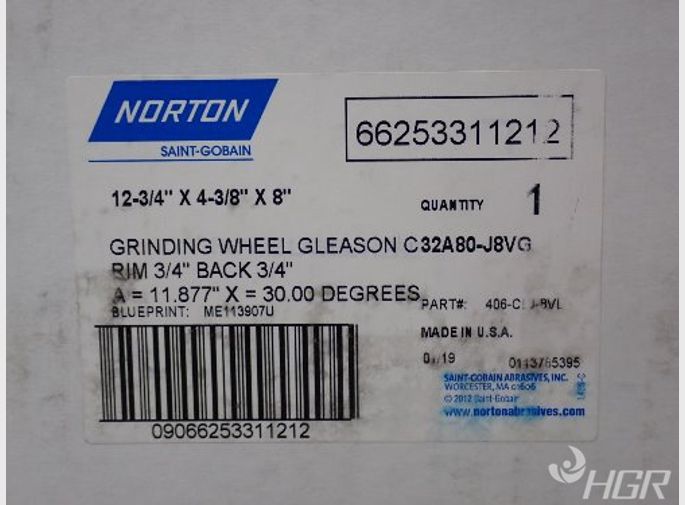 NORTON
SAINT-GOBAIN
66253311212
12-3/4" X 4-3/8" X 8"
QUANTITY 1
GRINDING WHEEL GLEASON C32A80-J8VG
RIM 3/4" BACK 3/4"
A = 11.877" X = 30.00 DEGREES
PART#:
BLUEPRINT: ME113907U
MADE IN U.S.A.
0113765395
SAINT-GOBAIN ABRASIVES, INC.
WORCESTER, MA
© 2012 Saint-Gobain
www.nortonabrasives.com
09066253311212
HGR